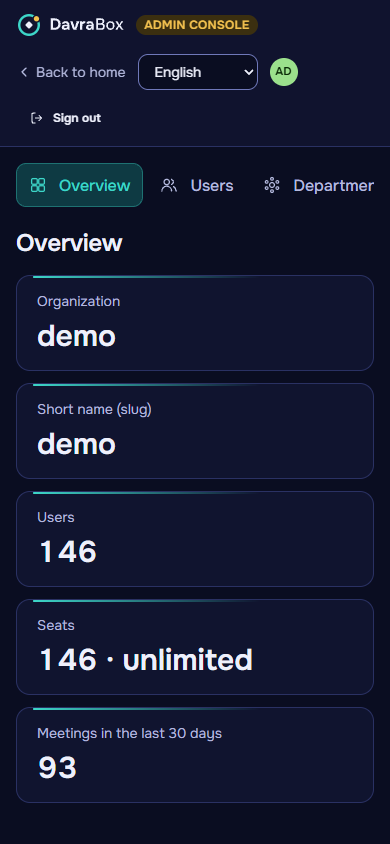 DavraBox ADMIN CONSOLE
Back to home English AD
Sign out
Overview Users Departmer
Overview
Organization
demo
Short name (slug)
demo
Users
146
Seats
146 · unlimited
Meetings in the last 30 days
93